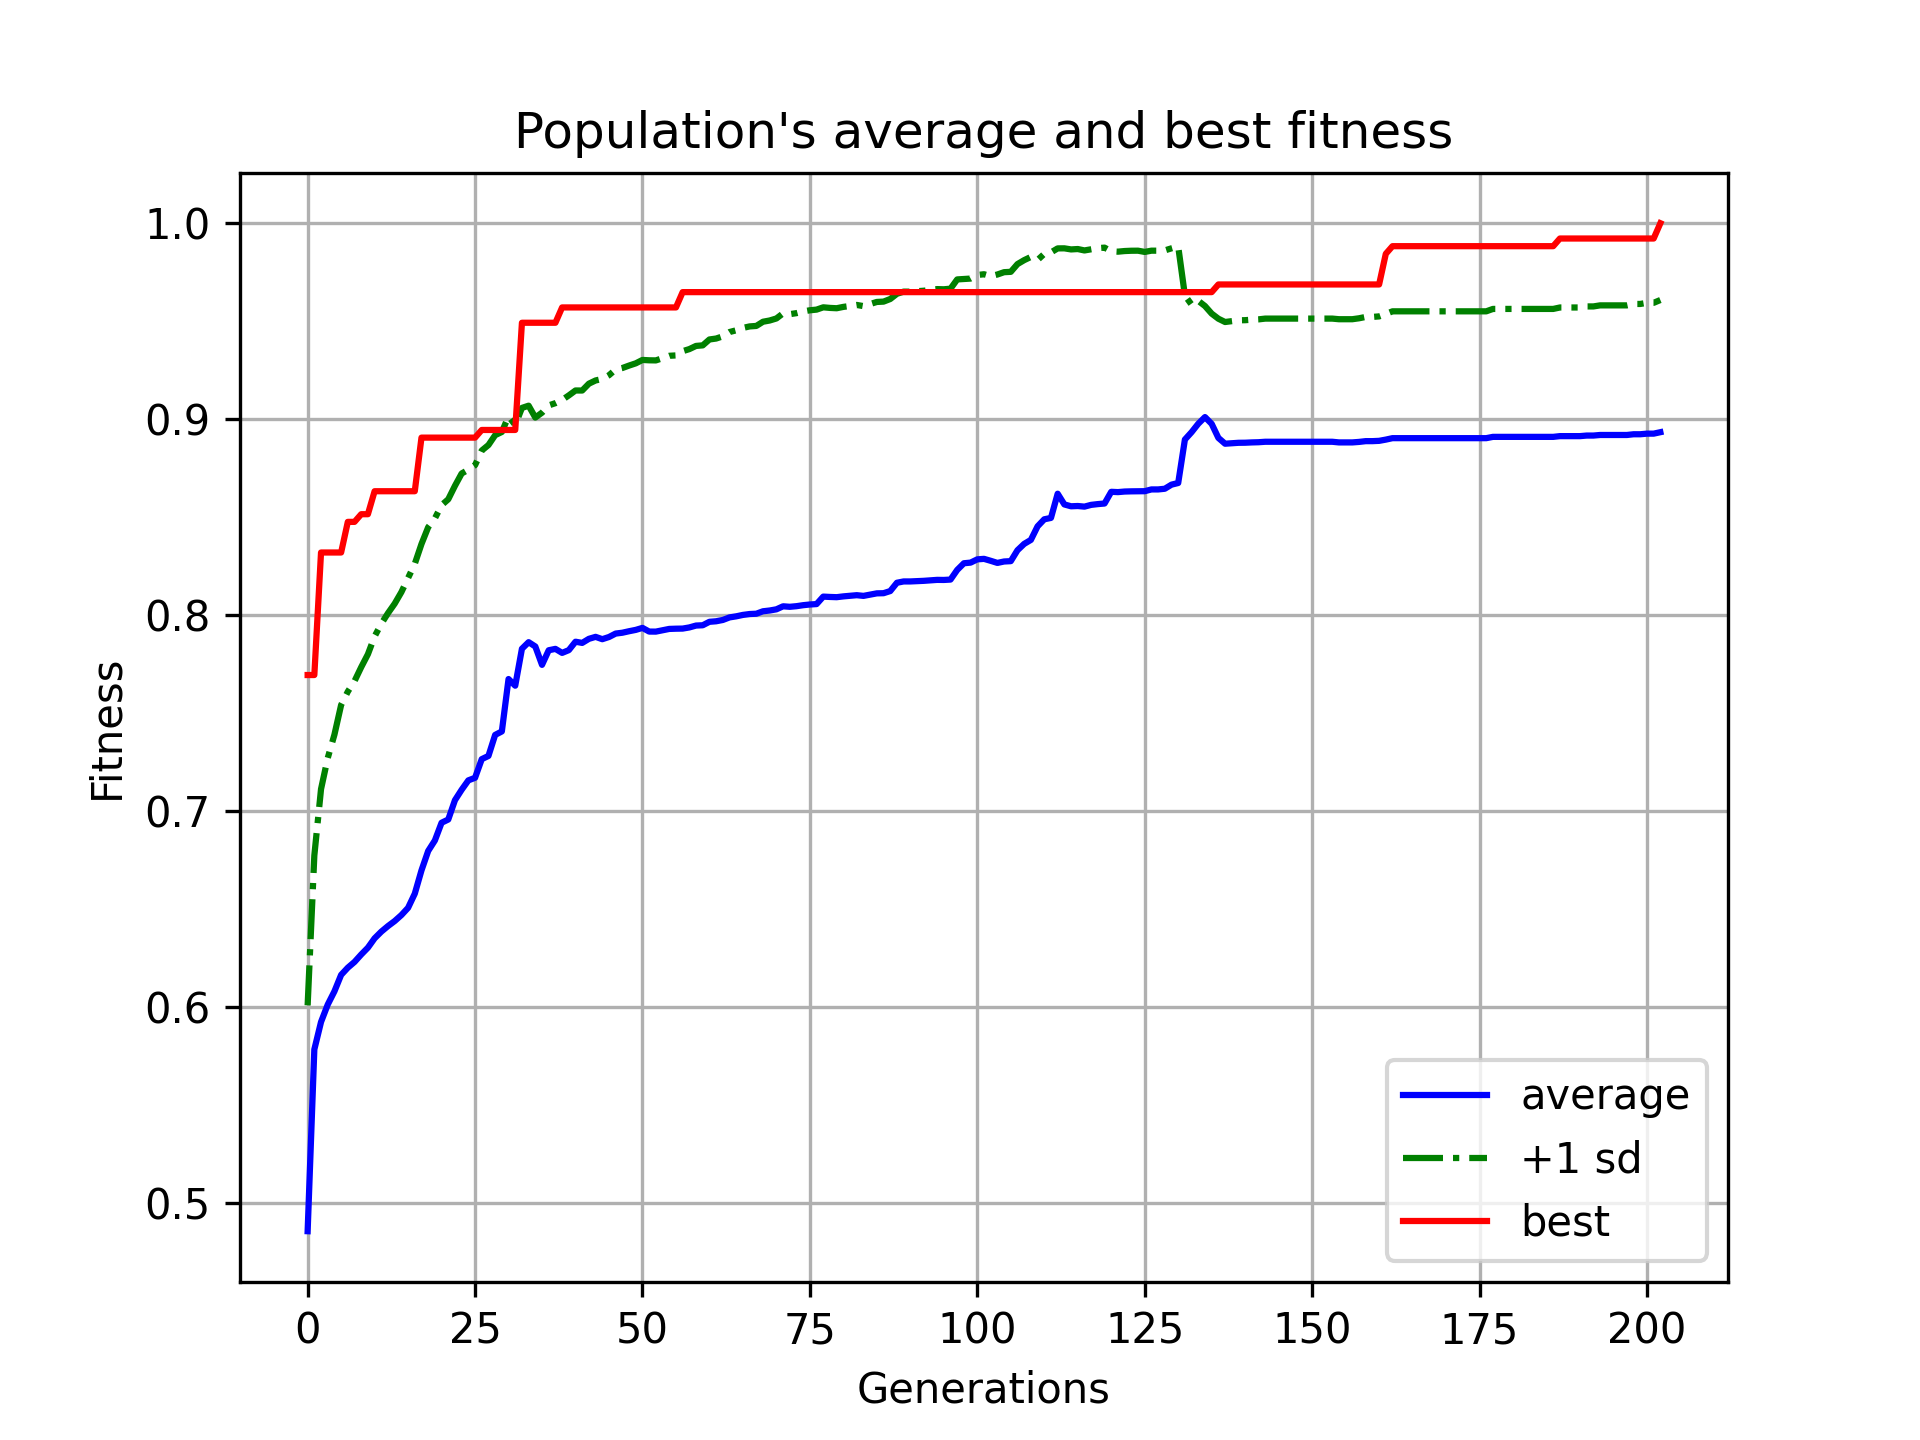 Population's average and best fitness
1.0
0.9
0.8
0.7
0.6
0.5
Fitness
average
+1 sd
best
0 25 50 75 100 125 150 175 200
Generations